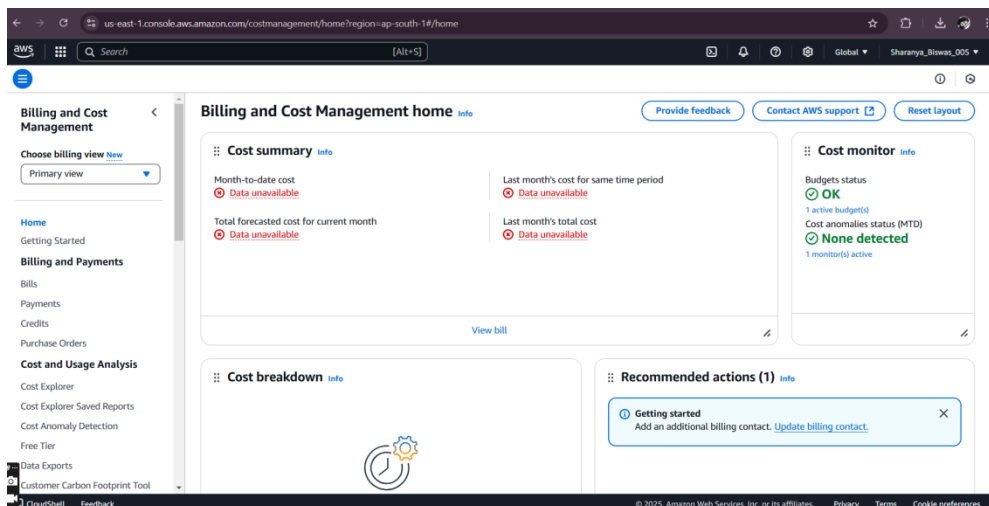 us-east-1.console.aws.amazon.com/costmanagement/home?region=ap-south-1#/home
aws
Search
[Alt+S]
Global
Sharanya_Biswas_005
Billing and Cost Management
Choose billing view New
Primary view
Home
Getting Started
Billing and Payments
Bills
Payments
Credits
Purchase Orders
Cost and Usage Analysis
Cost Explorer
Cost Explorer Saved Reports
Cost Anomaly Detection
Free Tier
Data Exports
Customer Carbon Footprint Tool
Billing and Cost Management home Info
Provide feedback
Contact AWS support
Reset layout
Cost summary Info
Month-to-date cost
Data unavailable
Last month's cost for same time period
Data unavailable
Total forecasted cost for current month
Data unavailable
Last month's total cost
Data unavailable
View bill
Cost monitor Info
Budgets status
OK
1 active budget(s)
Cost anomalies status (MTD)
None detected
1 monitor(s) active
Cost breakdown Info
Recommended actions (1) Info
Getting started
Add an additional billing contact. Update billing contact.
CloudShell
Feedback
© 2025, Amazon Web Services, Inc. or its affiliates.
Privacy
Terms
Cookie preferences